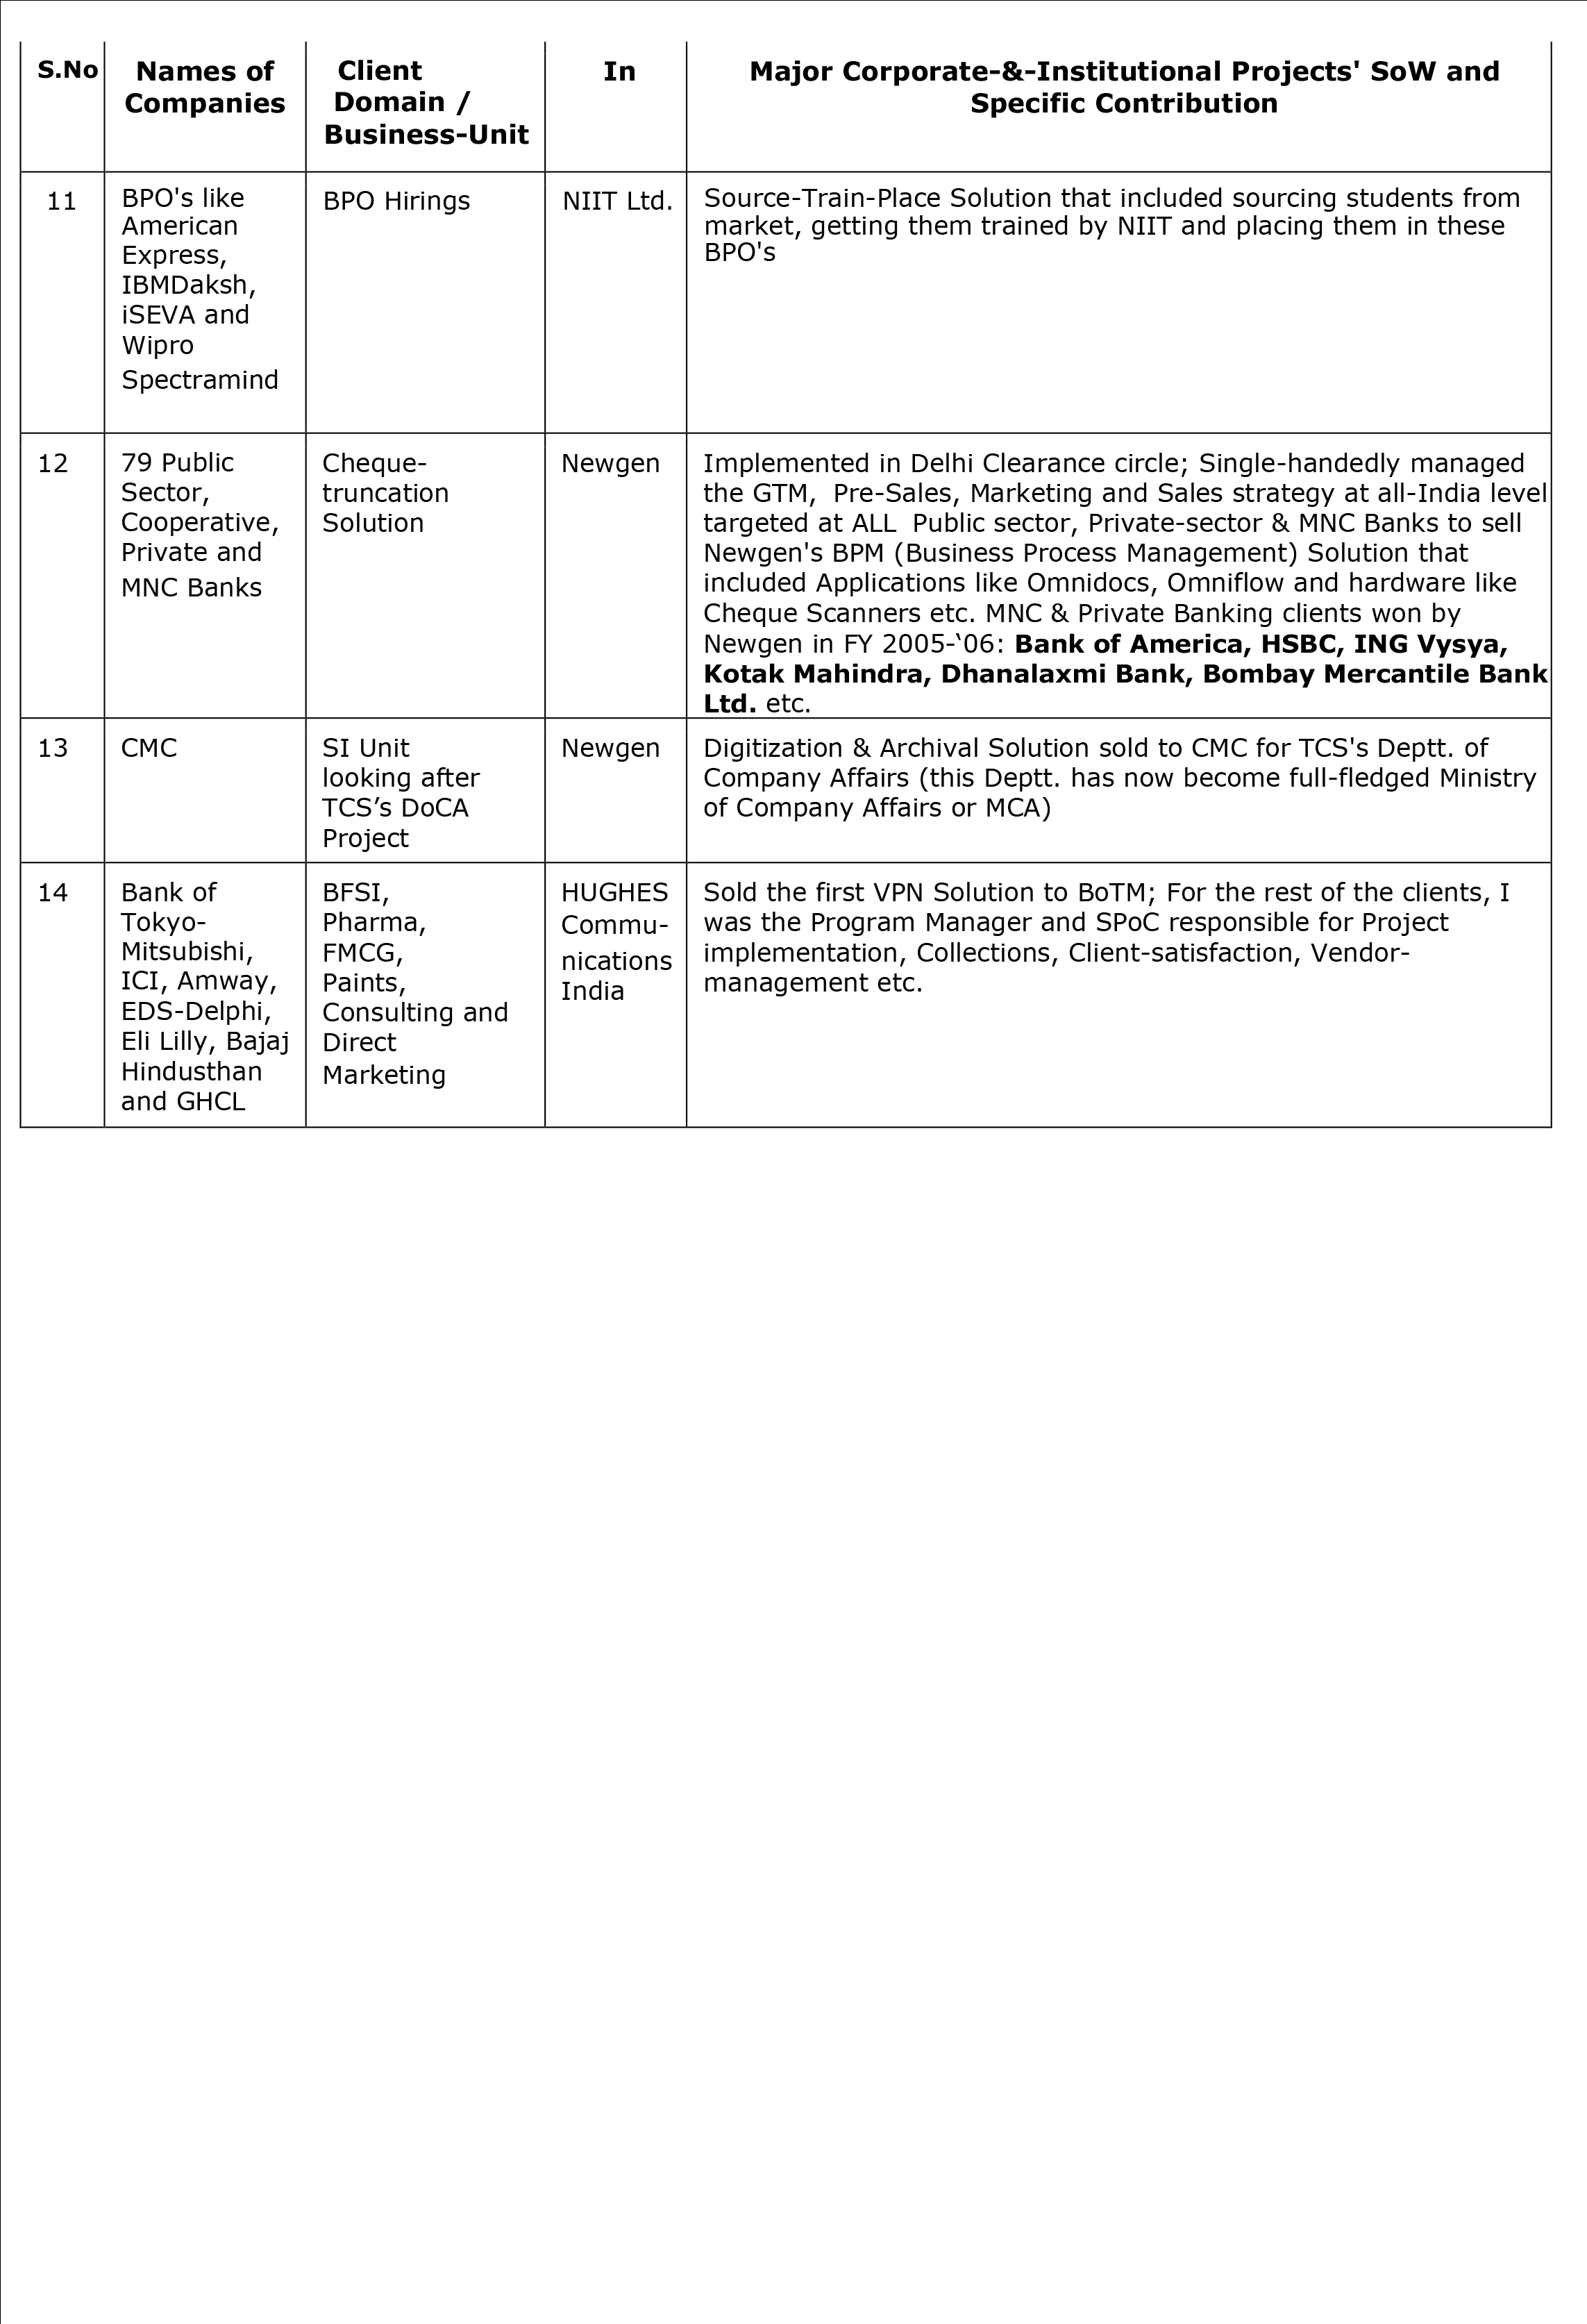 S.No
Names of
Companies
Client
Domain /
Business-Unit
In
Major Corporate-&-Institutional Projects' SoW and
Specific Contribution
11
BPO's like
American
Express,
IBMDaksh,
iSEVA and
Wipro
Spectramind
BPO Hirings
NIIT Ltd.
Source-Train-Place Solution that included sourcing students from
market, getting them trained by NIIT and placing them in these
BPO's
12
79 Public
Sector,
Cooperative,
Private and
MNC Banks
Cheque-
truncation
Solution
Newgen
Implemented in Delhi Clearance circle; Single-handedly managed
the GTM,  Pre-Sales, Marketing and Sales strategy at all-India level
targeted at ALL  Public sector, Private-sector & MNC Banks to sell
Newgen's BPM (Business Process Management) Solution that
included Applications like Omnidocs, Omniflow and hardware like
Cheque Scanners etc. MNC & Private Banking clients won by
Newgen in FY 2005-‘06: Bank of America, HSBC, ING Vysya,
Kotak Mahindra, Dhanalaxmi Bank, Bombay Mercantile Bank
Ltd. etc.
13
CMC
SI Unit
looking after
TCS’s DoCA
Project
Newgen
Digitization & Archival Solution sold to CMC for TCS's Deptt. of
Company Affairs (this Deptt. has now become full-fledged Ministry
of Company Affairs or MCA)
14
Bank of
Tokyo-
Mitsubishi,
ICI, Amway,
EDS-Delphi,
Eli Lilly, Bajaj
Hindusthan
and GHCL
BFSI,
Pharma,
FMCG,
Paints,
Consulting and
Direct
Marketing
HUGHES
Commu-
nications
India
Sold the first VPN Solution to BoTM; For the rest of the clients, I
was the Program Manager and SPoC responsible for Project
implementation, Collections, Client-satisfaction, Vendor-
management etc.